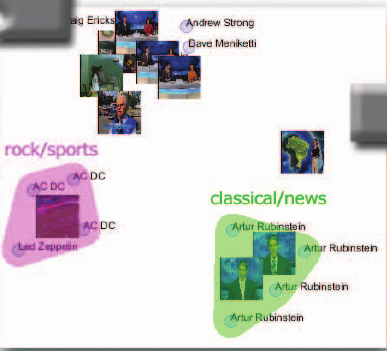 aig Ericks
Andrew Strong
Dave Meniketti
rock/sports
AC DC
AC DC
AC DC
Led Zeppelin
classical/news
Artur Rubinstein
Artur Rubinstein
Artur Rubinstein
Artur Rubinstein